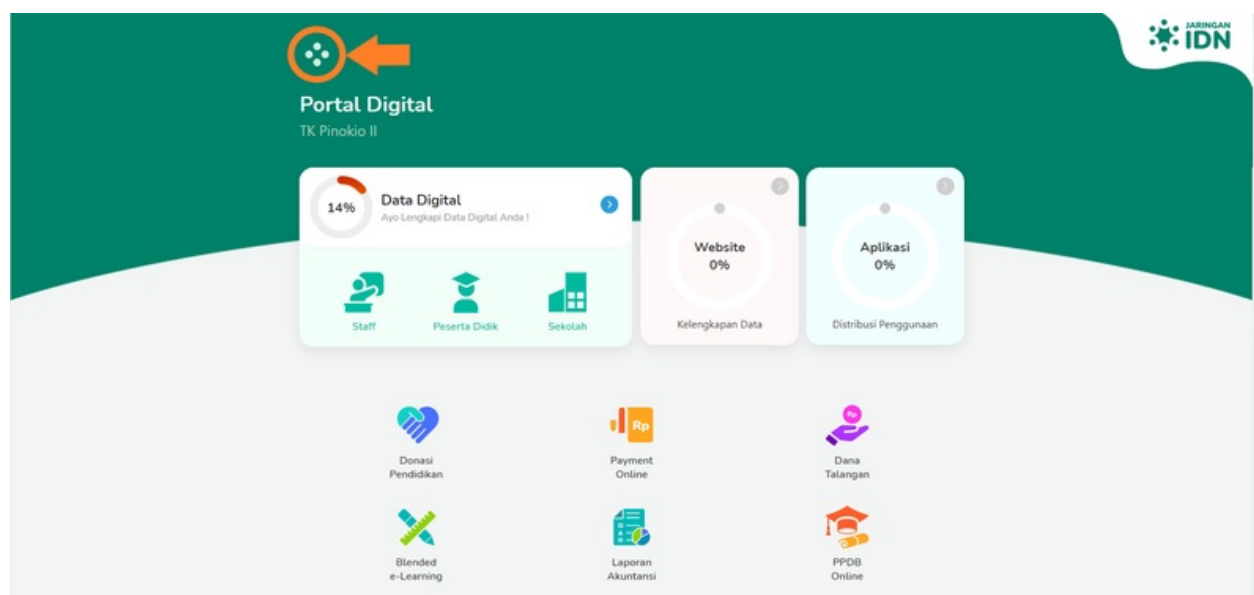 JARINGAN
IDN
Portal Digital
TK Pinokio II
14%
Data Digital
Ayo Lengkapi Data Digital Anda !
Staff
Peserta Didik
Sekolah
Website
0%
Kelengkapan Data
Aplikasi
0%
Distribusi Penggunaan
Donasi
Pendidikan
Rp
Payment
Online
Rp
Dana
Talangan
Blended
e-Learning
Laporan
Akuntansi
PPDB
Online